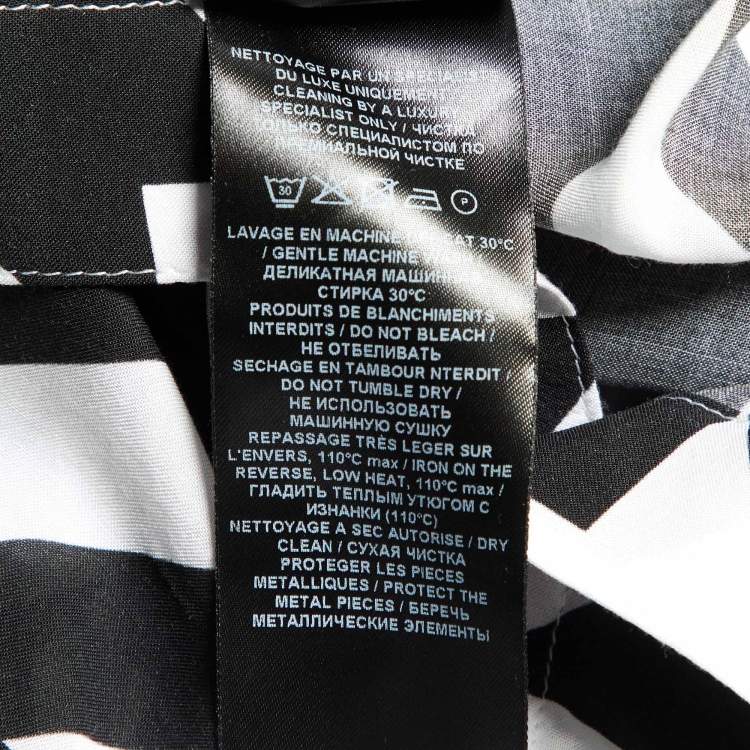 NETTOYAGE PAR UN SPECIALIST
DU LUXE UNIQUEMENT
CLEANING BY A LUXURY
SPECIALIST ONLY / ЧИСТКА
ТОЛЬКО СПЕЦИАЛИСТОМ ПО
ПРЕМИАЛЬНОЙ ЧИСТКЕ
30 P
LAVAGE EN MACHINE 30°C
/ GENTLE MACHINE
ДЕЛИКАТНАЯ
СТИРКА 30°C
PRODUITS DE BLANCHIMENTS
INTERDITS / DO NOT BLEACH /
НЕ ОТБЕЛИВАТЬ
SECHAGE EN TAMBOUR NTERDIT /
DO NOT TUMBLE DRY /
НЕ ИСПОЛЬЗОВАТЬ
МАШИННУЮ СУШКУ
REPASSAGE TRÈS LEGER SUR
L'ENVERS, 110°C max / IRON ON THE
REVERSE, LOW HEAT, 110°C max /
ГЛАДИТЬ ТЕПЛЫМ УТЮГОМ С
ИЗНАНКИ (110°C)
NETTOYAGE A SEC AUTORISE / DRY
CLEAN / СУХАЯ ЧИСТКА
PROTEGER LES PIECES
METALLIQUES / PROTECT THE
METAL PIECES / БЕРЕЧЬ
МЕТАЛЛИЧЕСКИЕ ЭЛЕМЕНТЫ